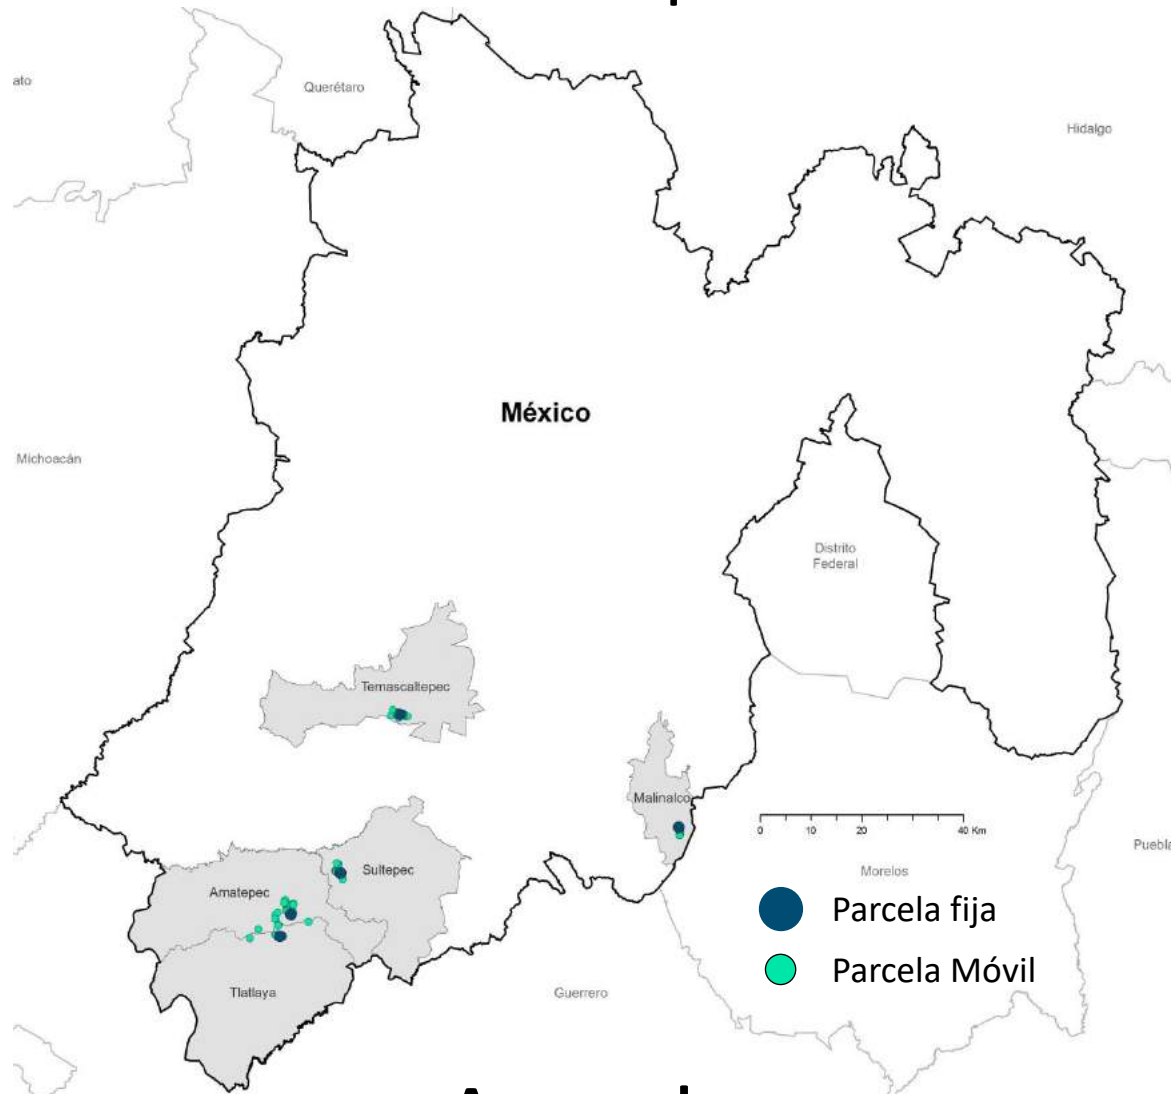 ato
Querétaro
Hidalgo
México
Michoacán
Distrito
Federal
Temascaltepec
Malinalco
0 10 20 40 Km
Puebla
Sultepec
Amatepec
Morelos
Parcela fija
Parcela Móvil
Tlatlaya
Guerrero